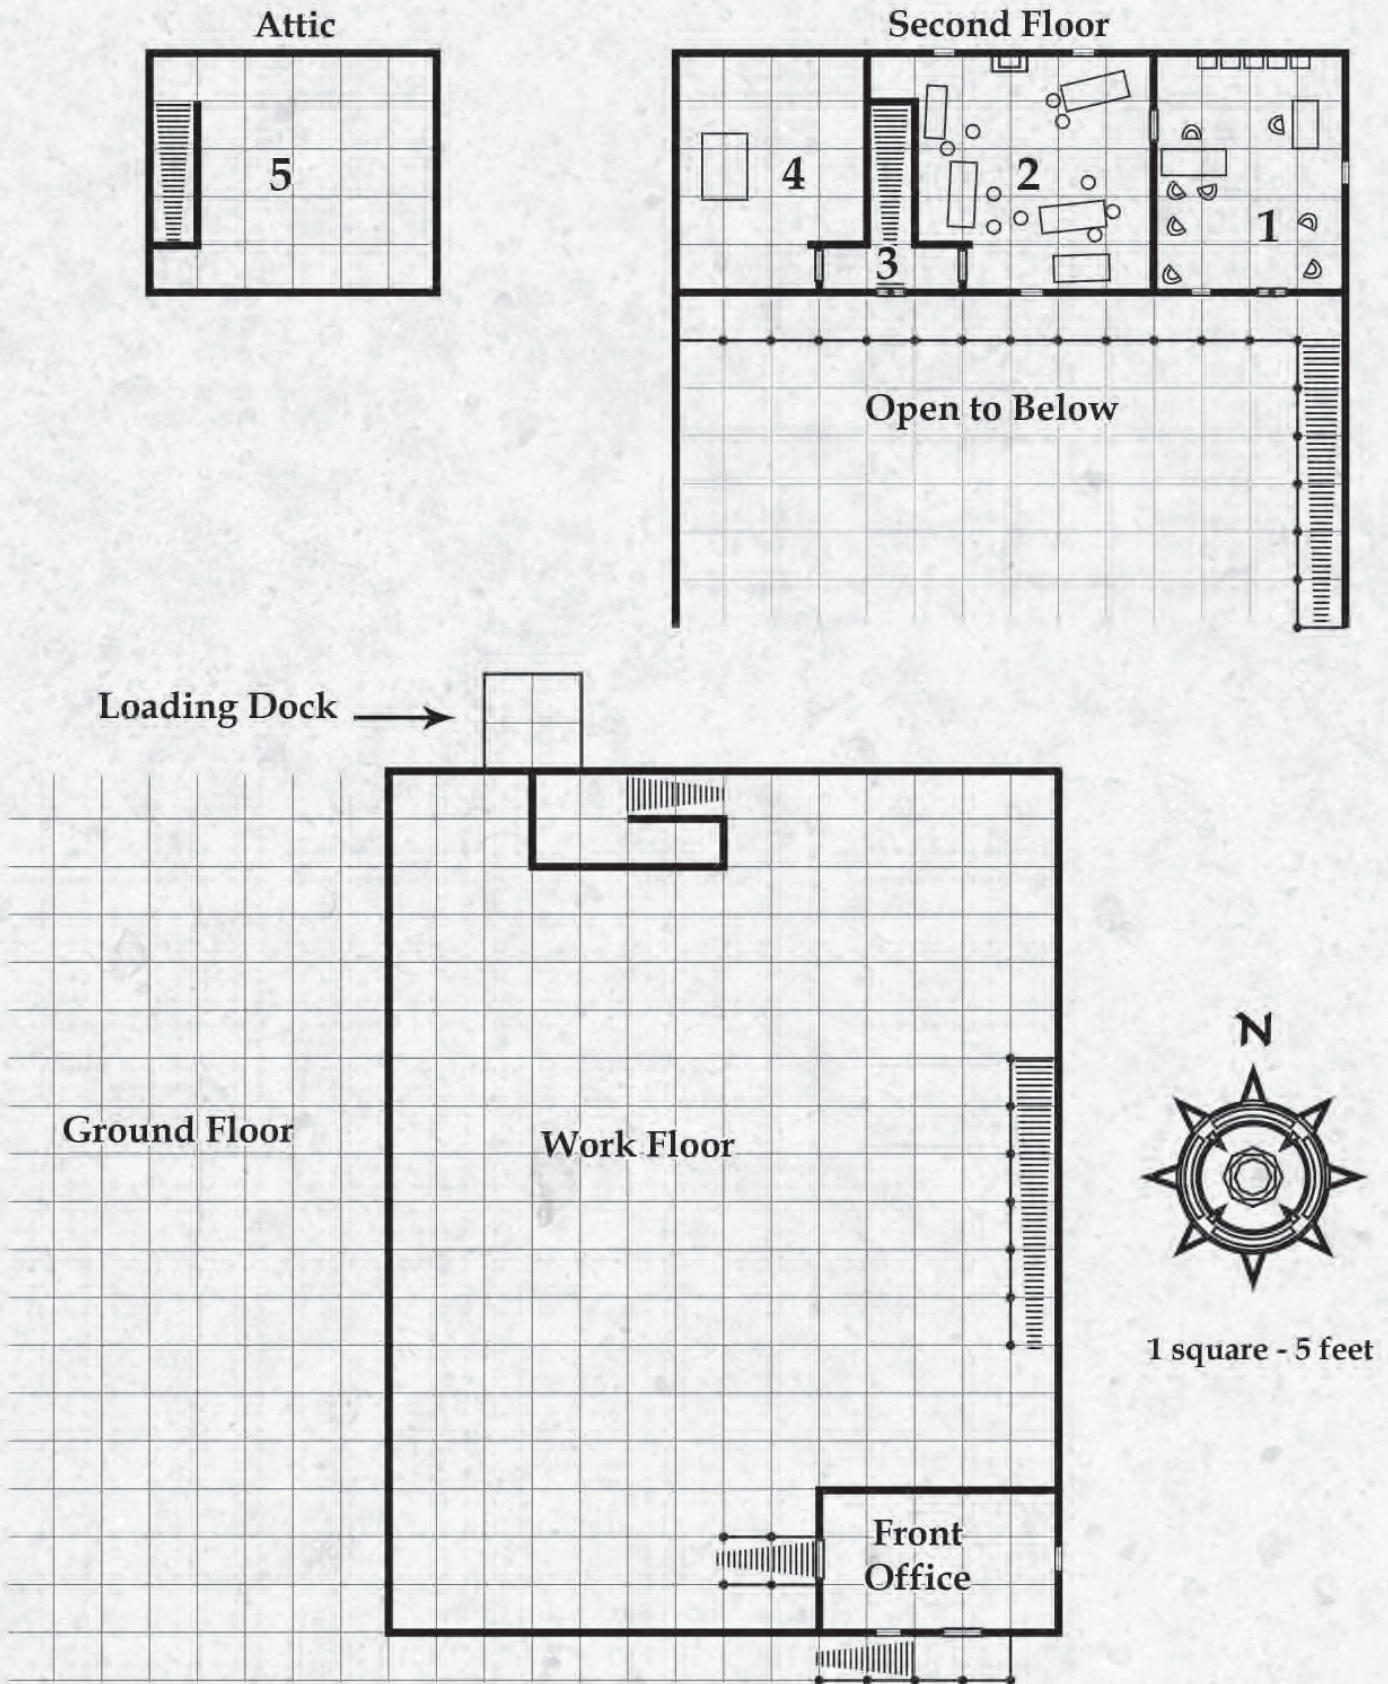 Attic
Second Floor
5
4
2
1
3
Open to Below
Loading Dock
N
Ground Floor
Work Floor
1 square - 5 feet
Front
Office